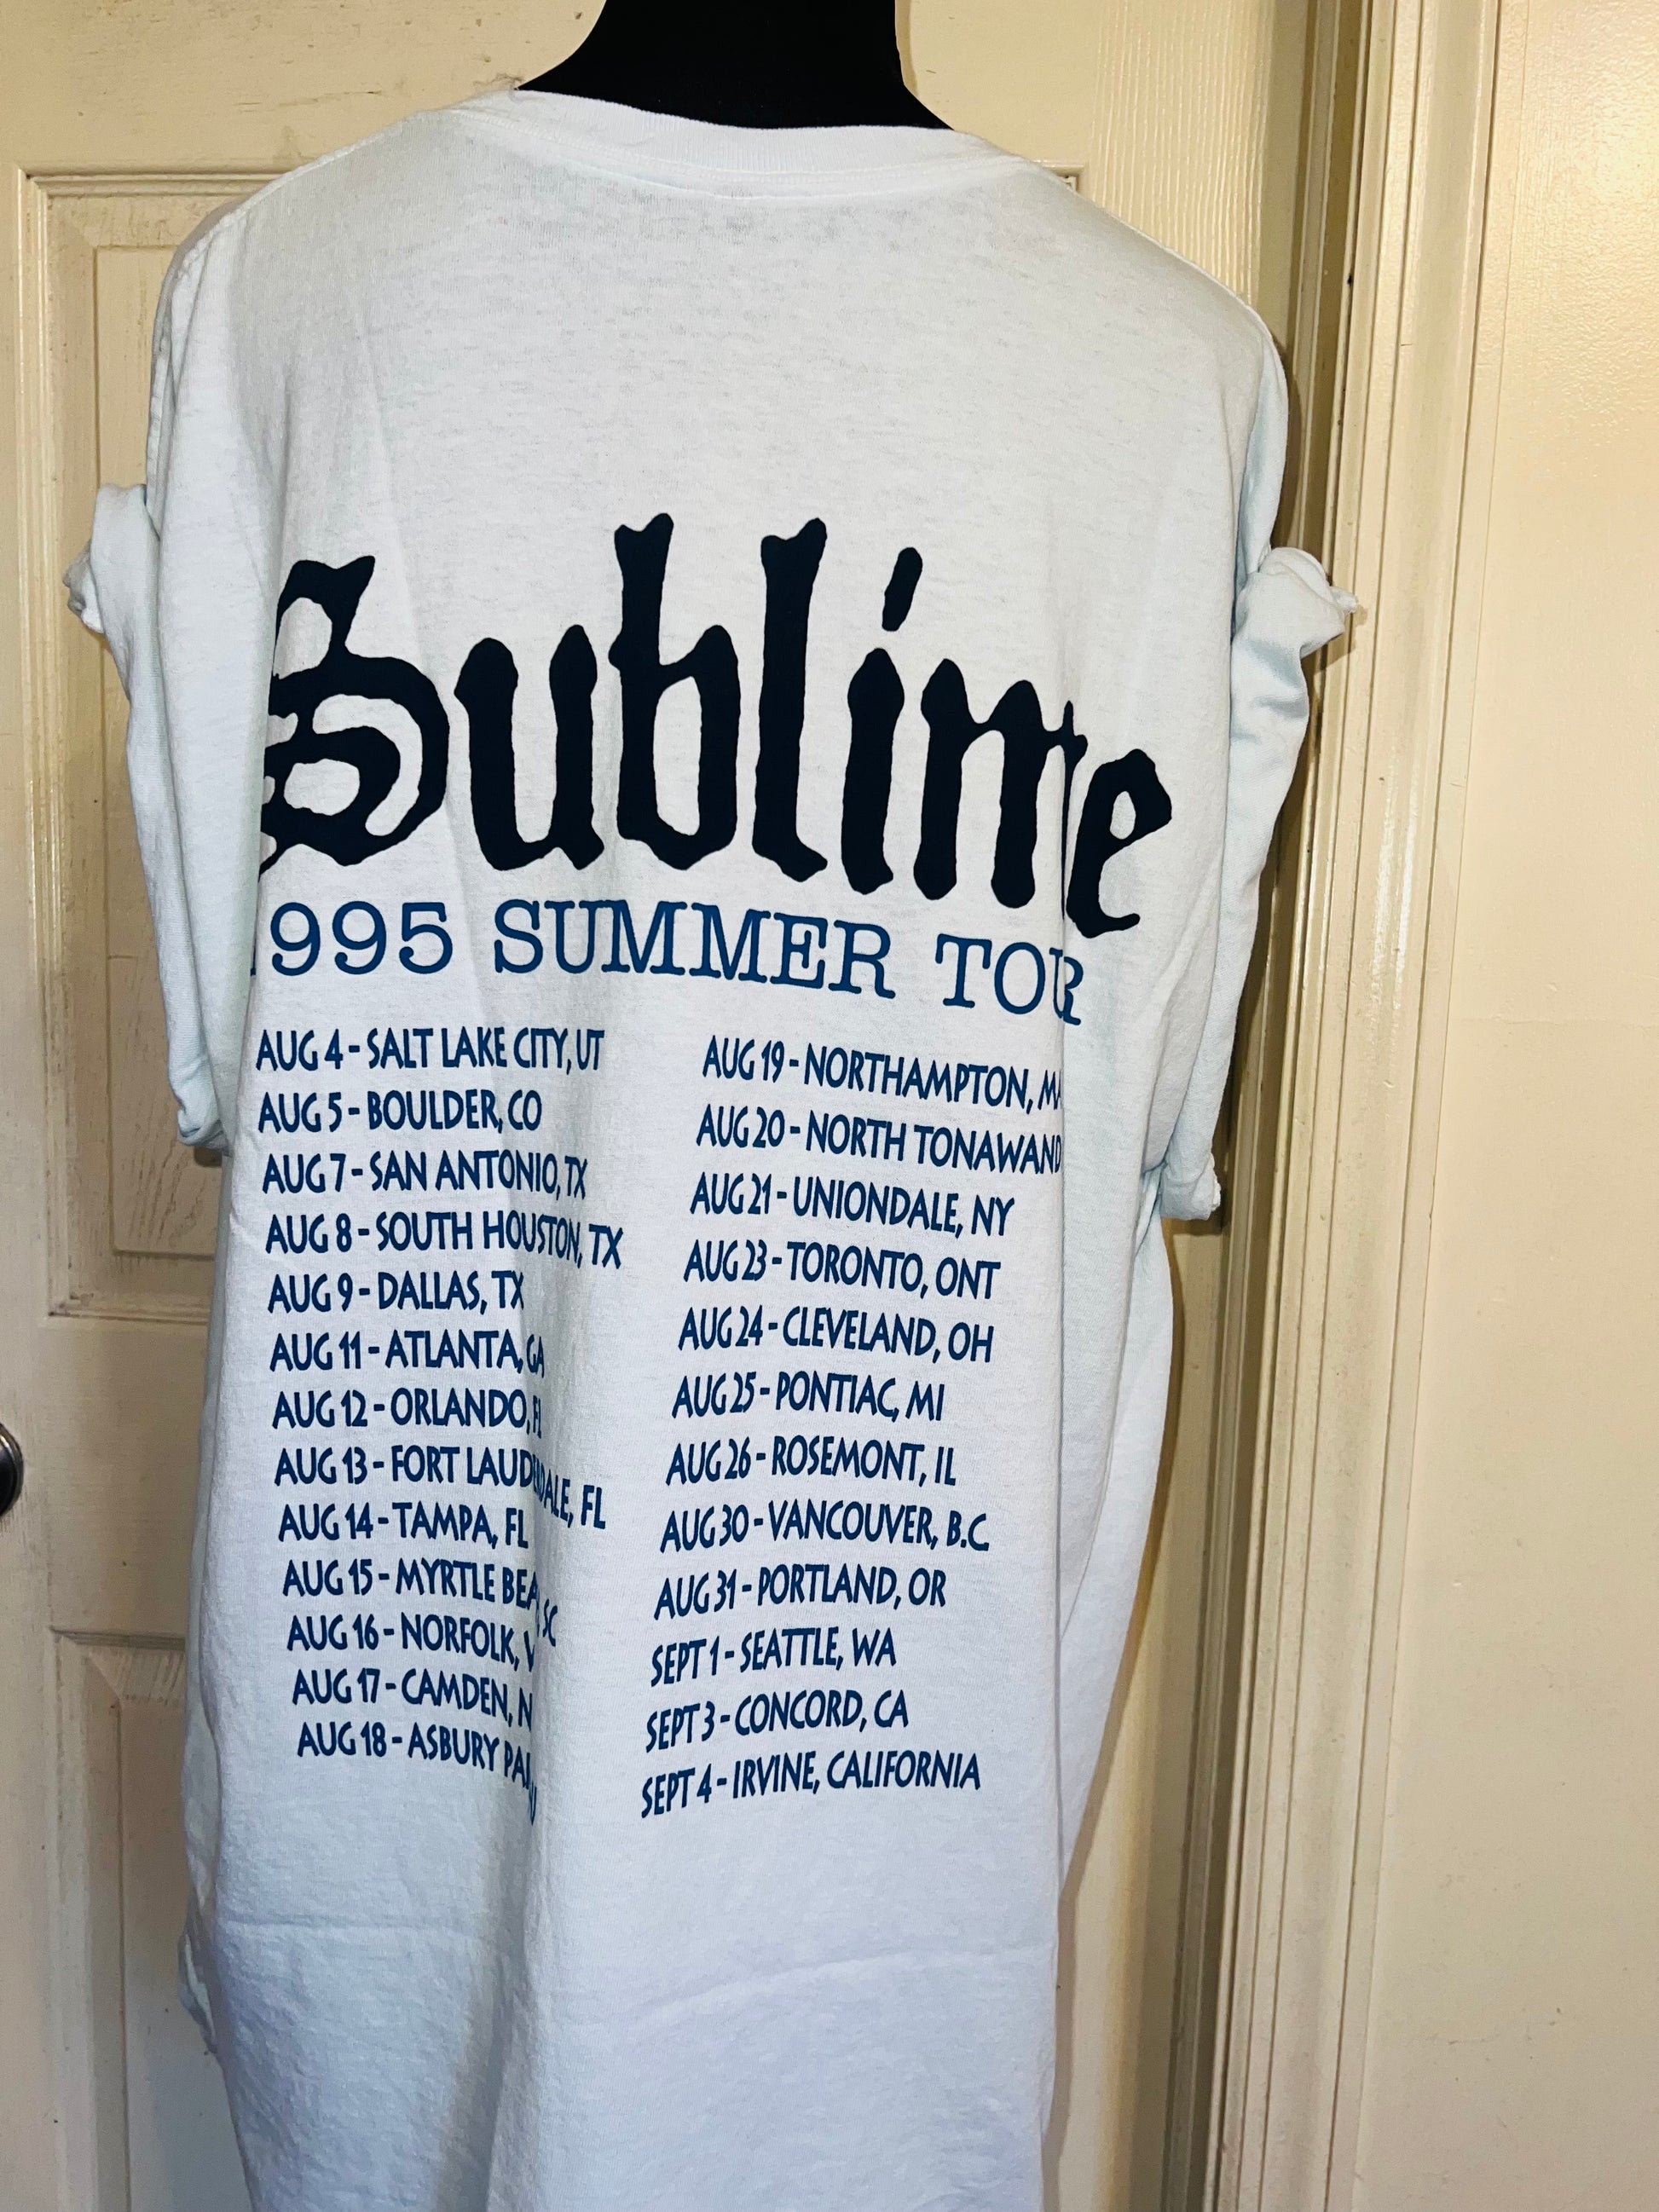 Sublime
1995 SUMMER TOUR
AUG 4 - SALT LAKE CITY, UT
AUG 5 - BOULDER, CO
AUG 7 - SAN ANTONIO, TX
AUG 8 - SOUTH HOUSTON, TX
AUG 9 - DALLAS, TX
AUG 11 - ATLANTA, GA
AUG 12 - ORLANDO, FL
AUG 13 - FORT LAUDERDALE, FL
AUG 14 - TAMPA, FL
AUG 15 - MYRTLE BEA SC
AUG 16 - NORFOLK, V
AUG 17 - CAMDEN, N
AUG 18 - ASBURY PA
AUG 19 - NORTHAMPTON, MA
AUG 20 - NORTH TONAWAND
AUG 21 - UNIONDALE, NY
AUG 23 - TORONTO, ONT
AUG 24 - CLEVELAND, OH
AUG 25 - PONTIAC, MI
AUG 26 - ROSEMONT, IL
AUG 30 - VANCOUVER, B.C.
AUG 31 - PORTLAND, OR
SEPT 1 - SEATTLE, WA
SEPT 3 - CONCORD, CA
SEPT 4 - IRVINE, CALIFORNIA